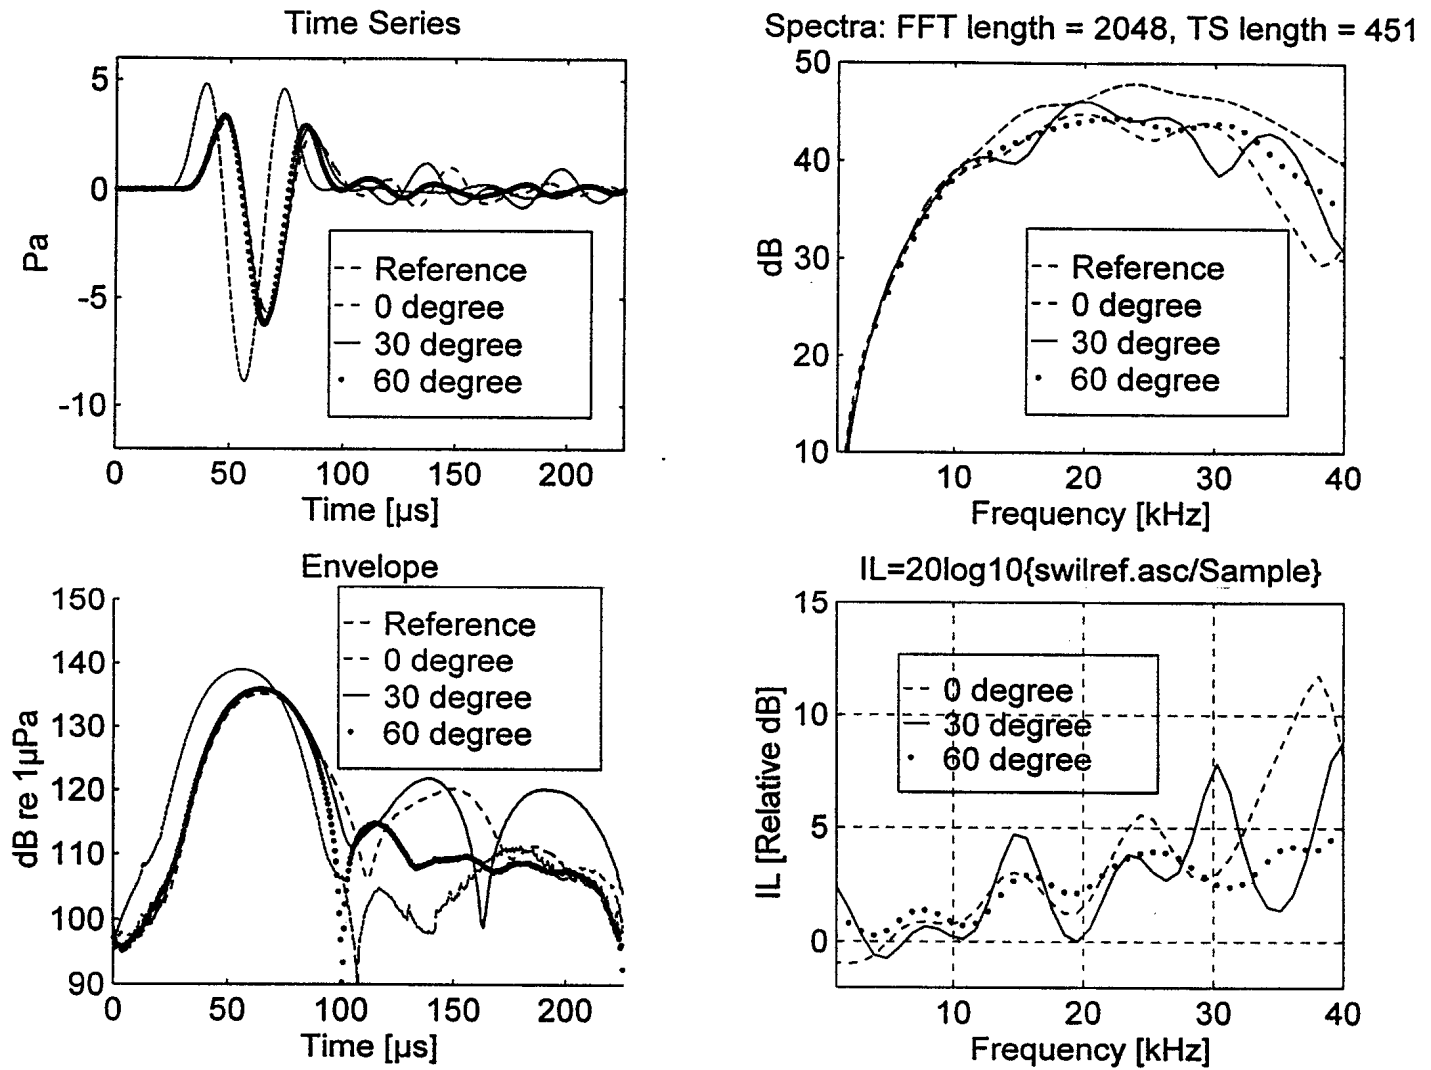 Time Series
5
0
-5
-10
Pa
Reference
0 degree
30 degree
60 degree
0 50 100 150 200
Time [µs]
Spectra: FFT length = 2048, TS length = 451
50
40
30
20
10
dB
Reference
0 degree
30 degree
60 degree
10 20 30 40
Frequency [kHz]
Envelope
150
140
130
120
110
100
90
dB re 1µPa
Reference
0 degree
30 degree
60 degree
0 50 100 150 200
Time [µs]
IL=20log10{swilref.asc/Sample}
15
10
5
0
IL [Relative dB]
0 degree
30 degree
60 degree
10 20 30 40
Frequency [kHz]